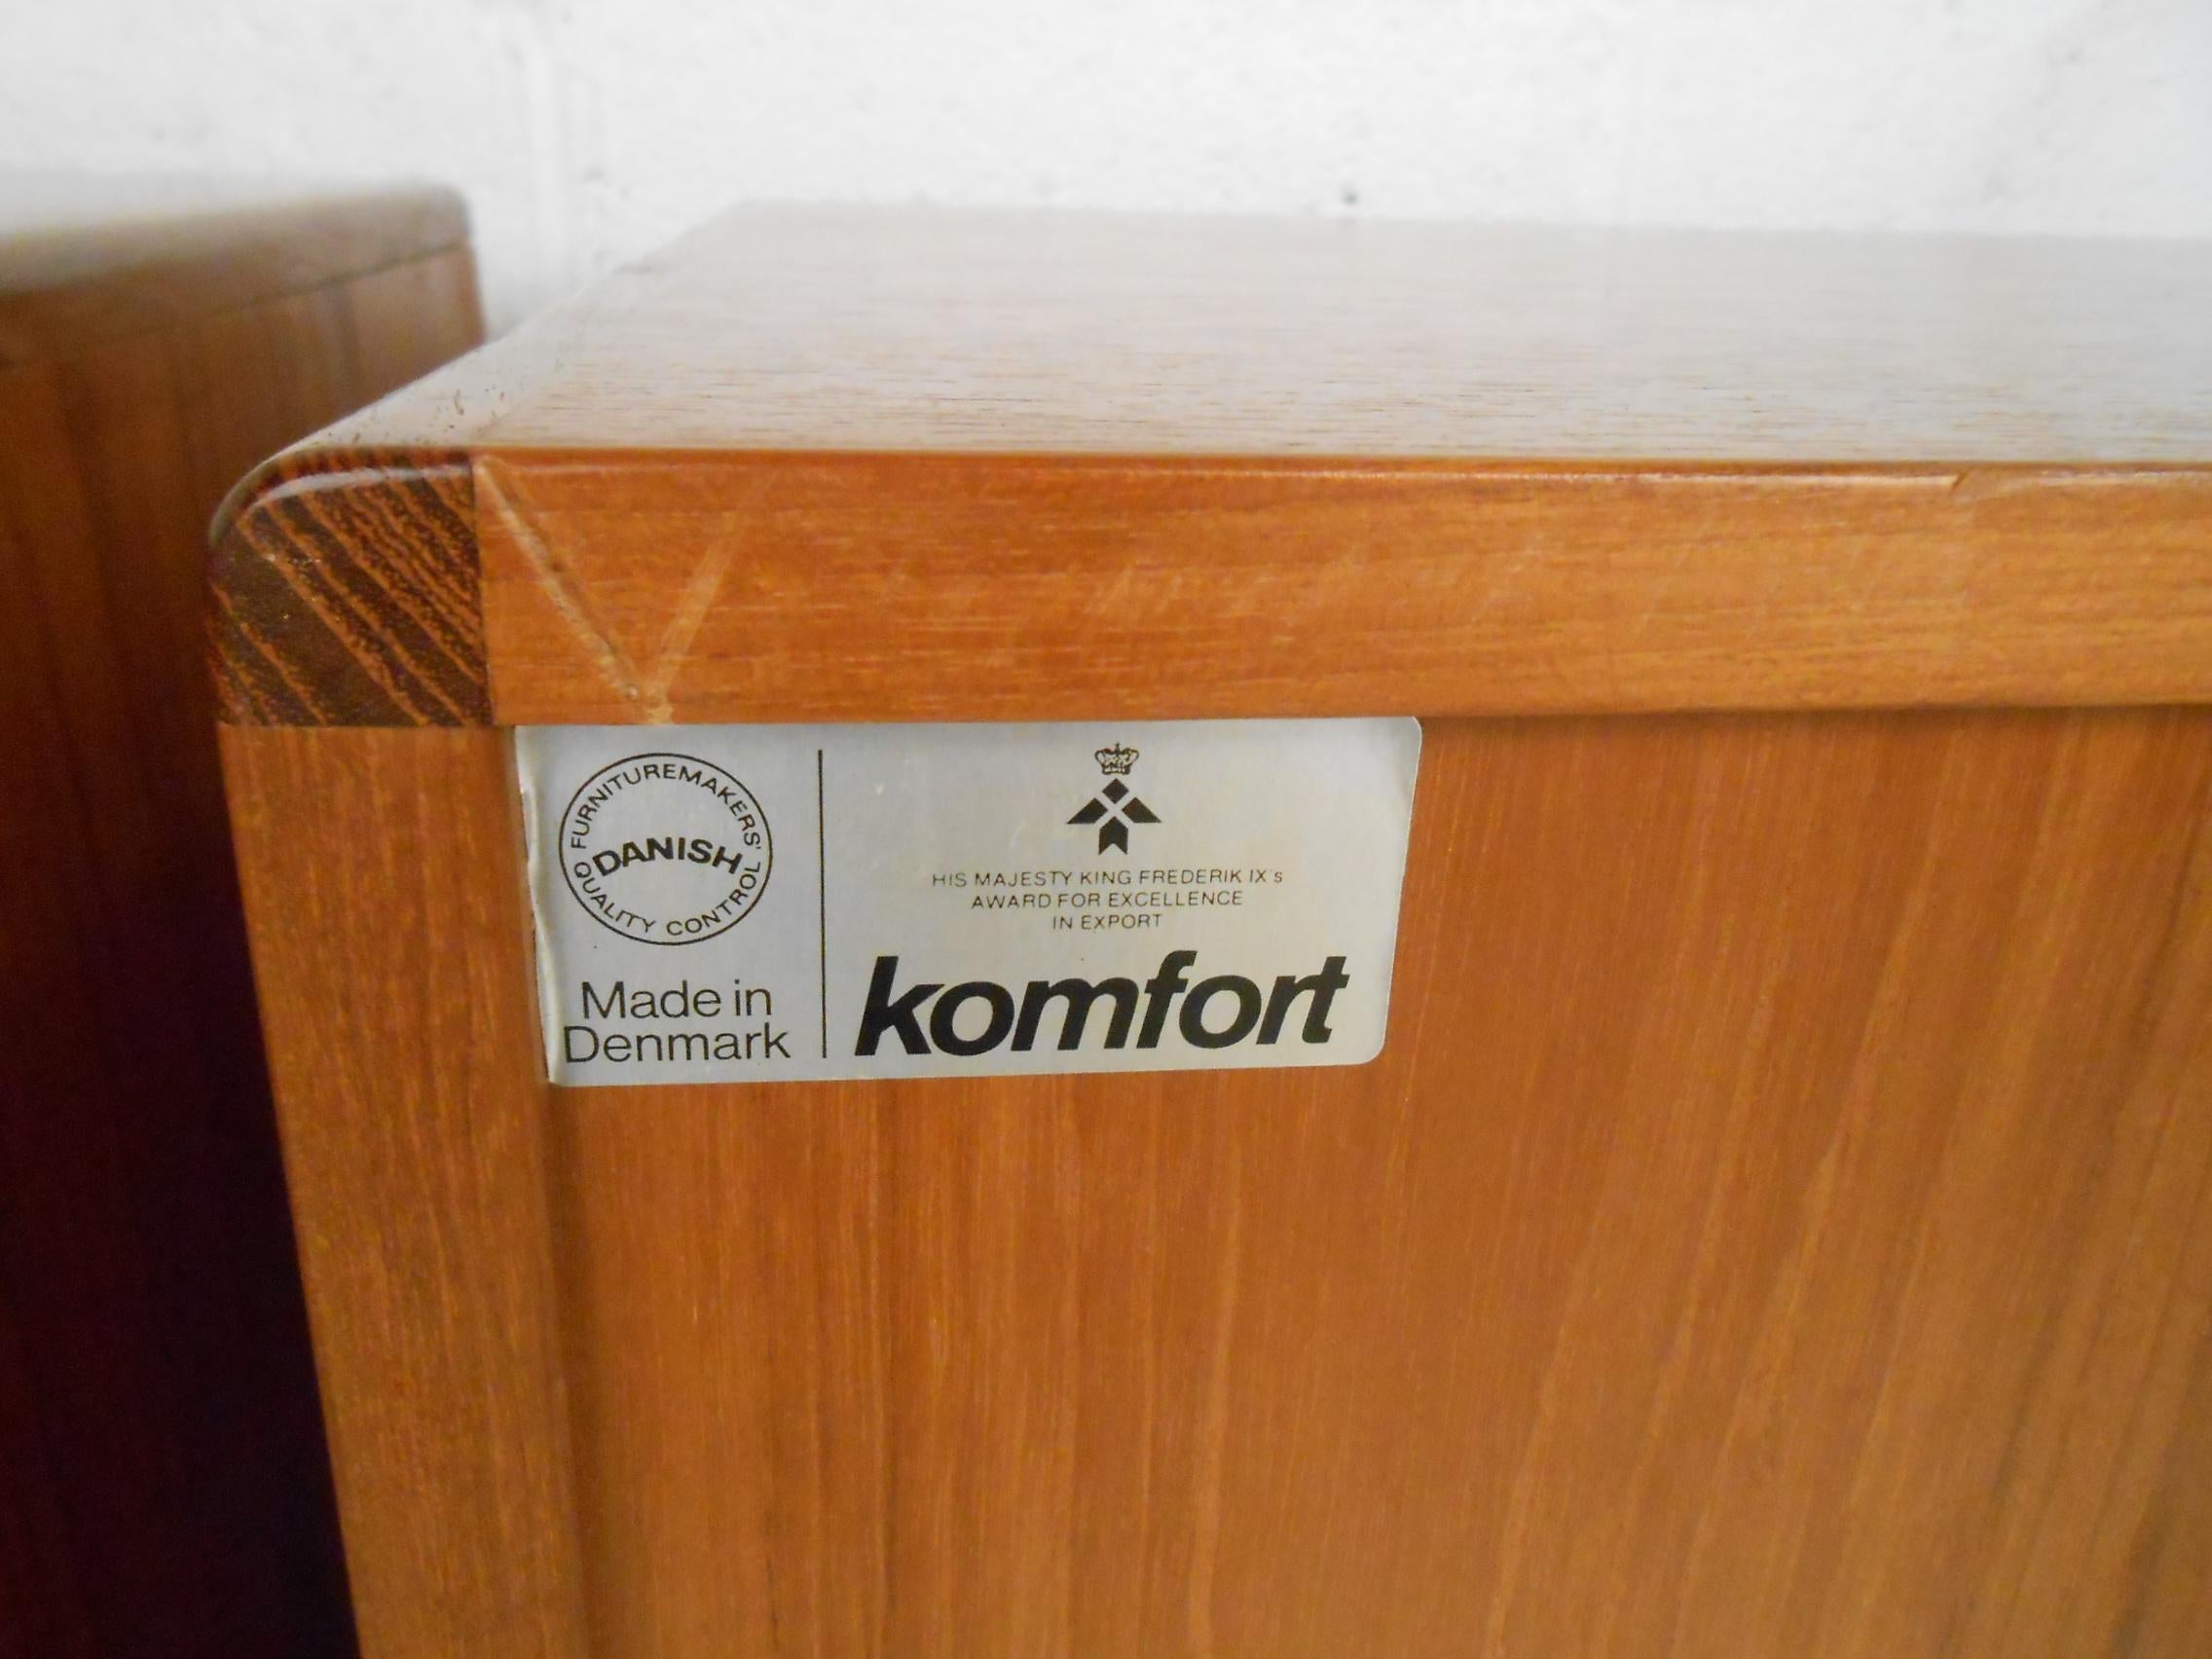 FURNITUREMAKERS'
DANISH
QUALITY CONTROL
Made in
Denmark
HIS MAJESTY KING FREDERIK IX's
AWARD FOR EXCELLENCE
IN EXPORT
komfort